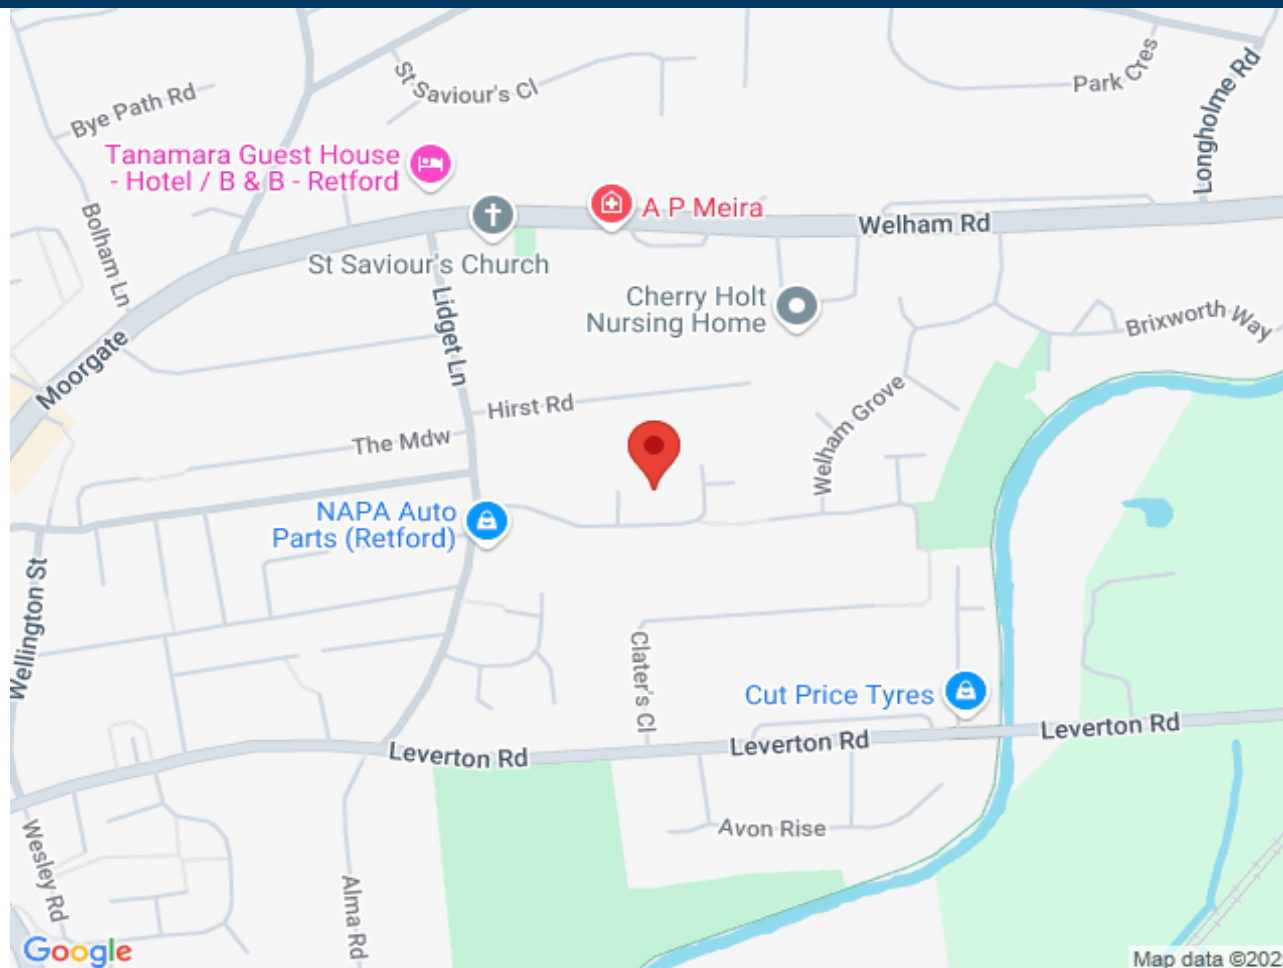 St Saviour's Cl
Park Cres
Longholme Rd
Bye Path Rd
Tanamara Guest House
- Hotel / B & B - Retford
A P Meira
Welham Rd
Bolham Ln
St Saviour's Church
Lidget Ln
Cherry Holt
Nursing Home
Brixworth Way
Moorgate
Hirst Rd
The Mdw
Welham Grove
NAPA Auto
Parts (Retford)
Wellington St
Clater's Cl
Cut Price Tyres
Leverton Rd
Leverton Rd
Leverton Rd
Avon Rise
Wesley Rd
Alma Rd
Google
Map data ©202